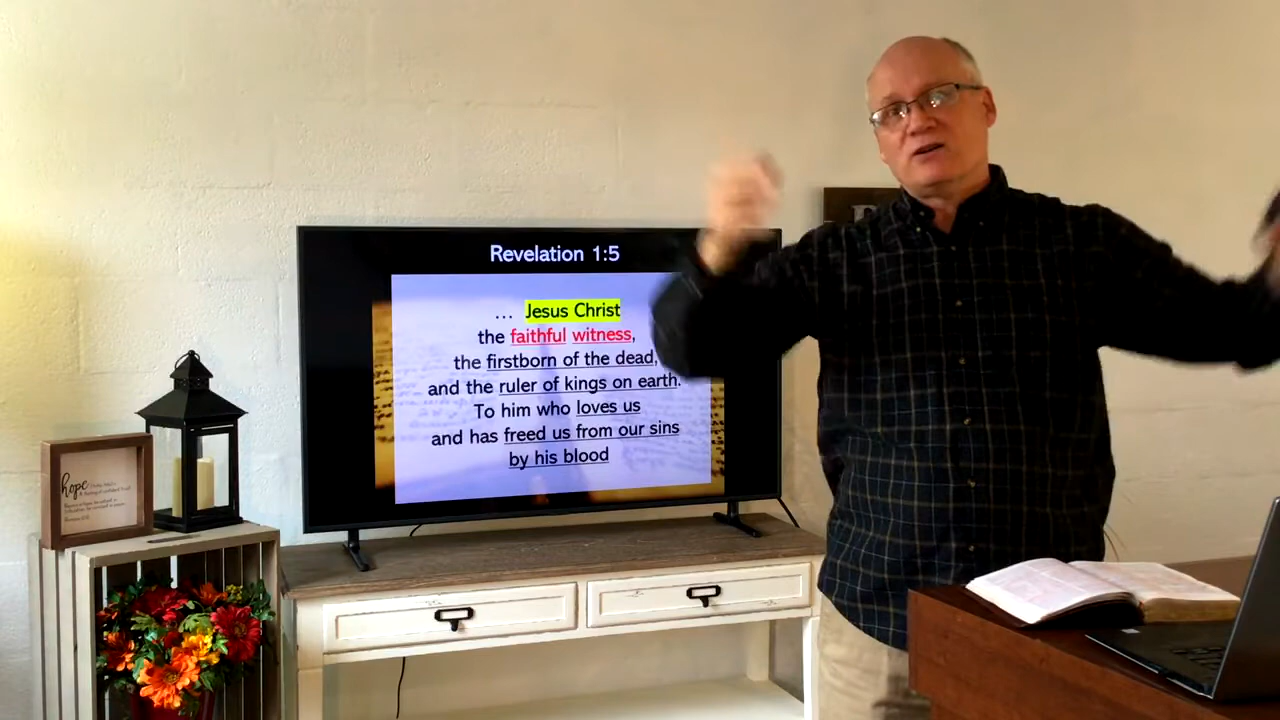 Revelation 1:5
... Jesus Christ
the faithful witness,
the firstborn of the dead,
and the ruler of kings on earth.
To him who loves us
and has freed us from our sins
by his blood
hope